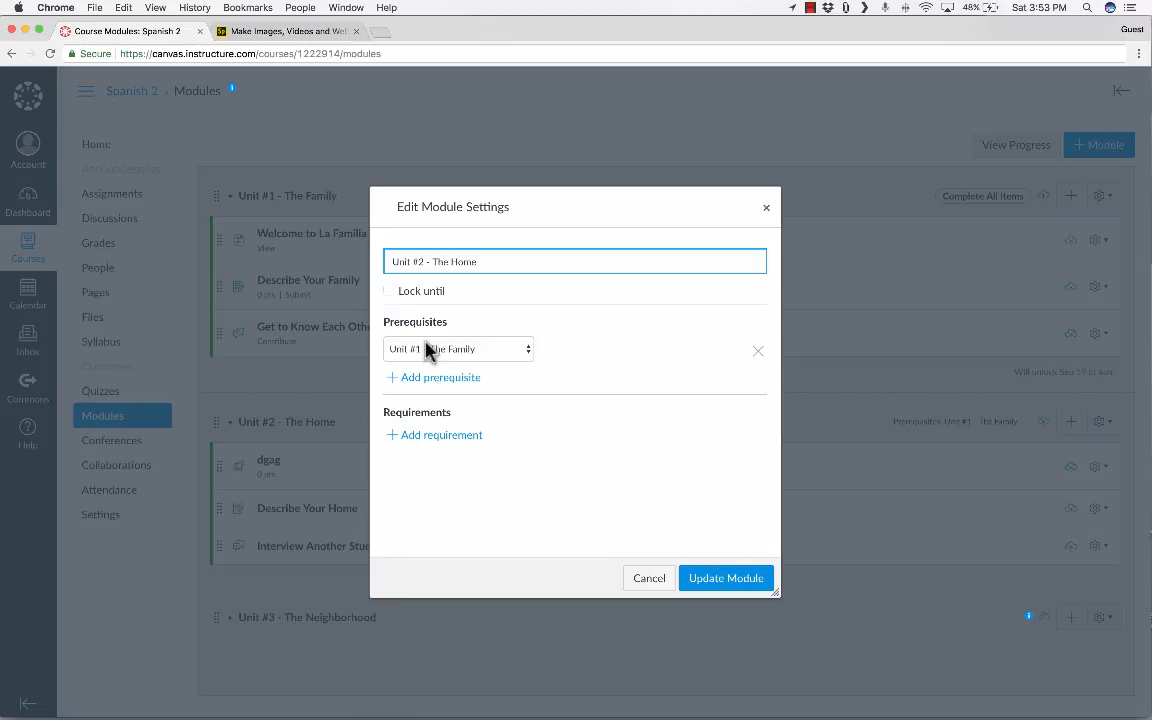 Chrome File Edit View History Bookmarks People Window Help
48% Sat 3:53 PM
Course Modules: Spanish 2
Make Images, Videos and Wel
Guest
Secure https://canvas.instructure.com/courses/1222914/modules
Spanish 2 › Modules
Account
Dashboard
Courses
Calendar
Inbox
Commons
Help
Home
Announcements
Assignments
Discussions
Grades
People
Pages
Files
Syllabus
Outcomes
Quizzes
Modules
Conferences
Collaborations
Attendance
Settings
View Progress
+ Module
Unit #1 - The Family
Complete All Items
Welcome to La Familia
View
Describe Your Family
0 pts | Submit
Get to Know Each Oth
Contribute
Will unlock Sep 19 at 6am
Unit #2 - The Home
Prerequisites: Unit #1 - The Family
dgag
0 pts
Describe Your Home
Interview Another Stu
Unit #3 - The Neighborhood
Edit Module Settings
Unit #2 - The Home
Lock until
Prerequisites
Unit #1 The Family
+ Add prerequisite
Requirements
+ Add requirement
Cancel
Update Module